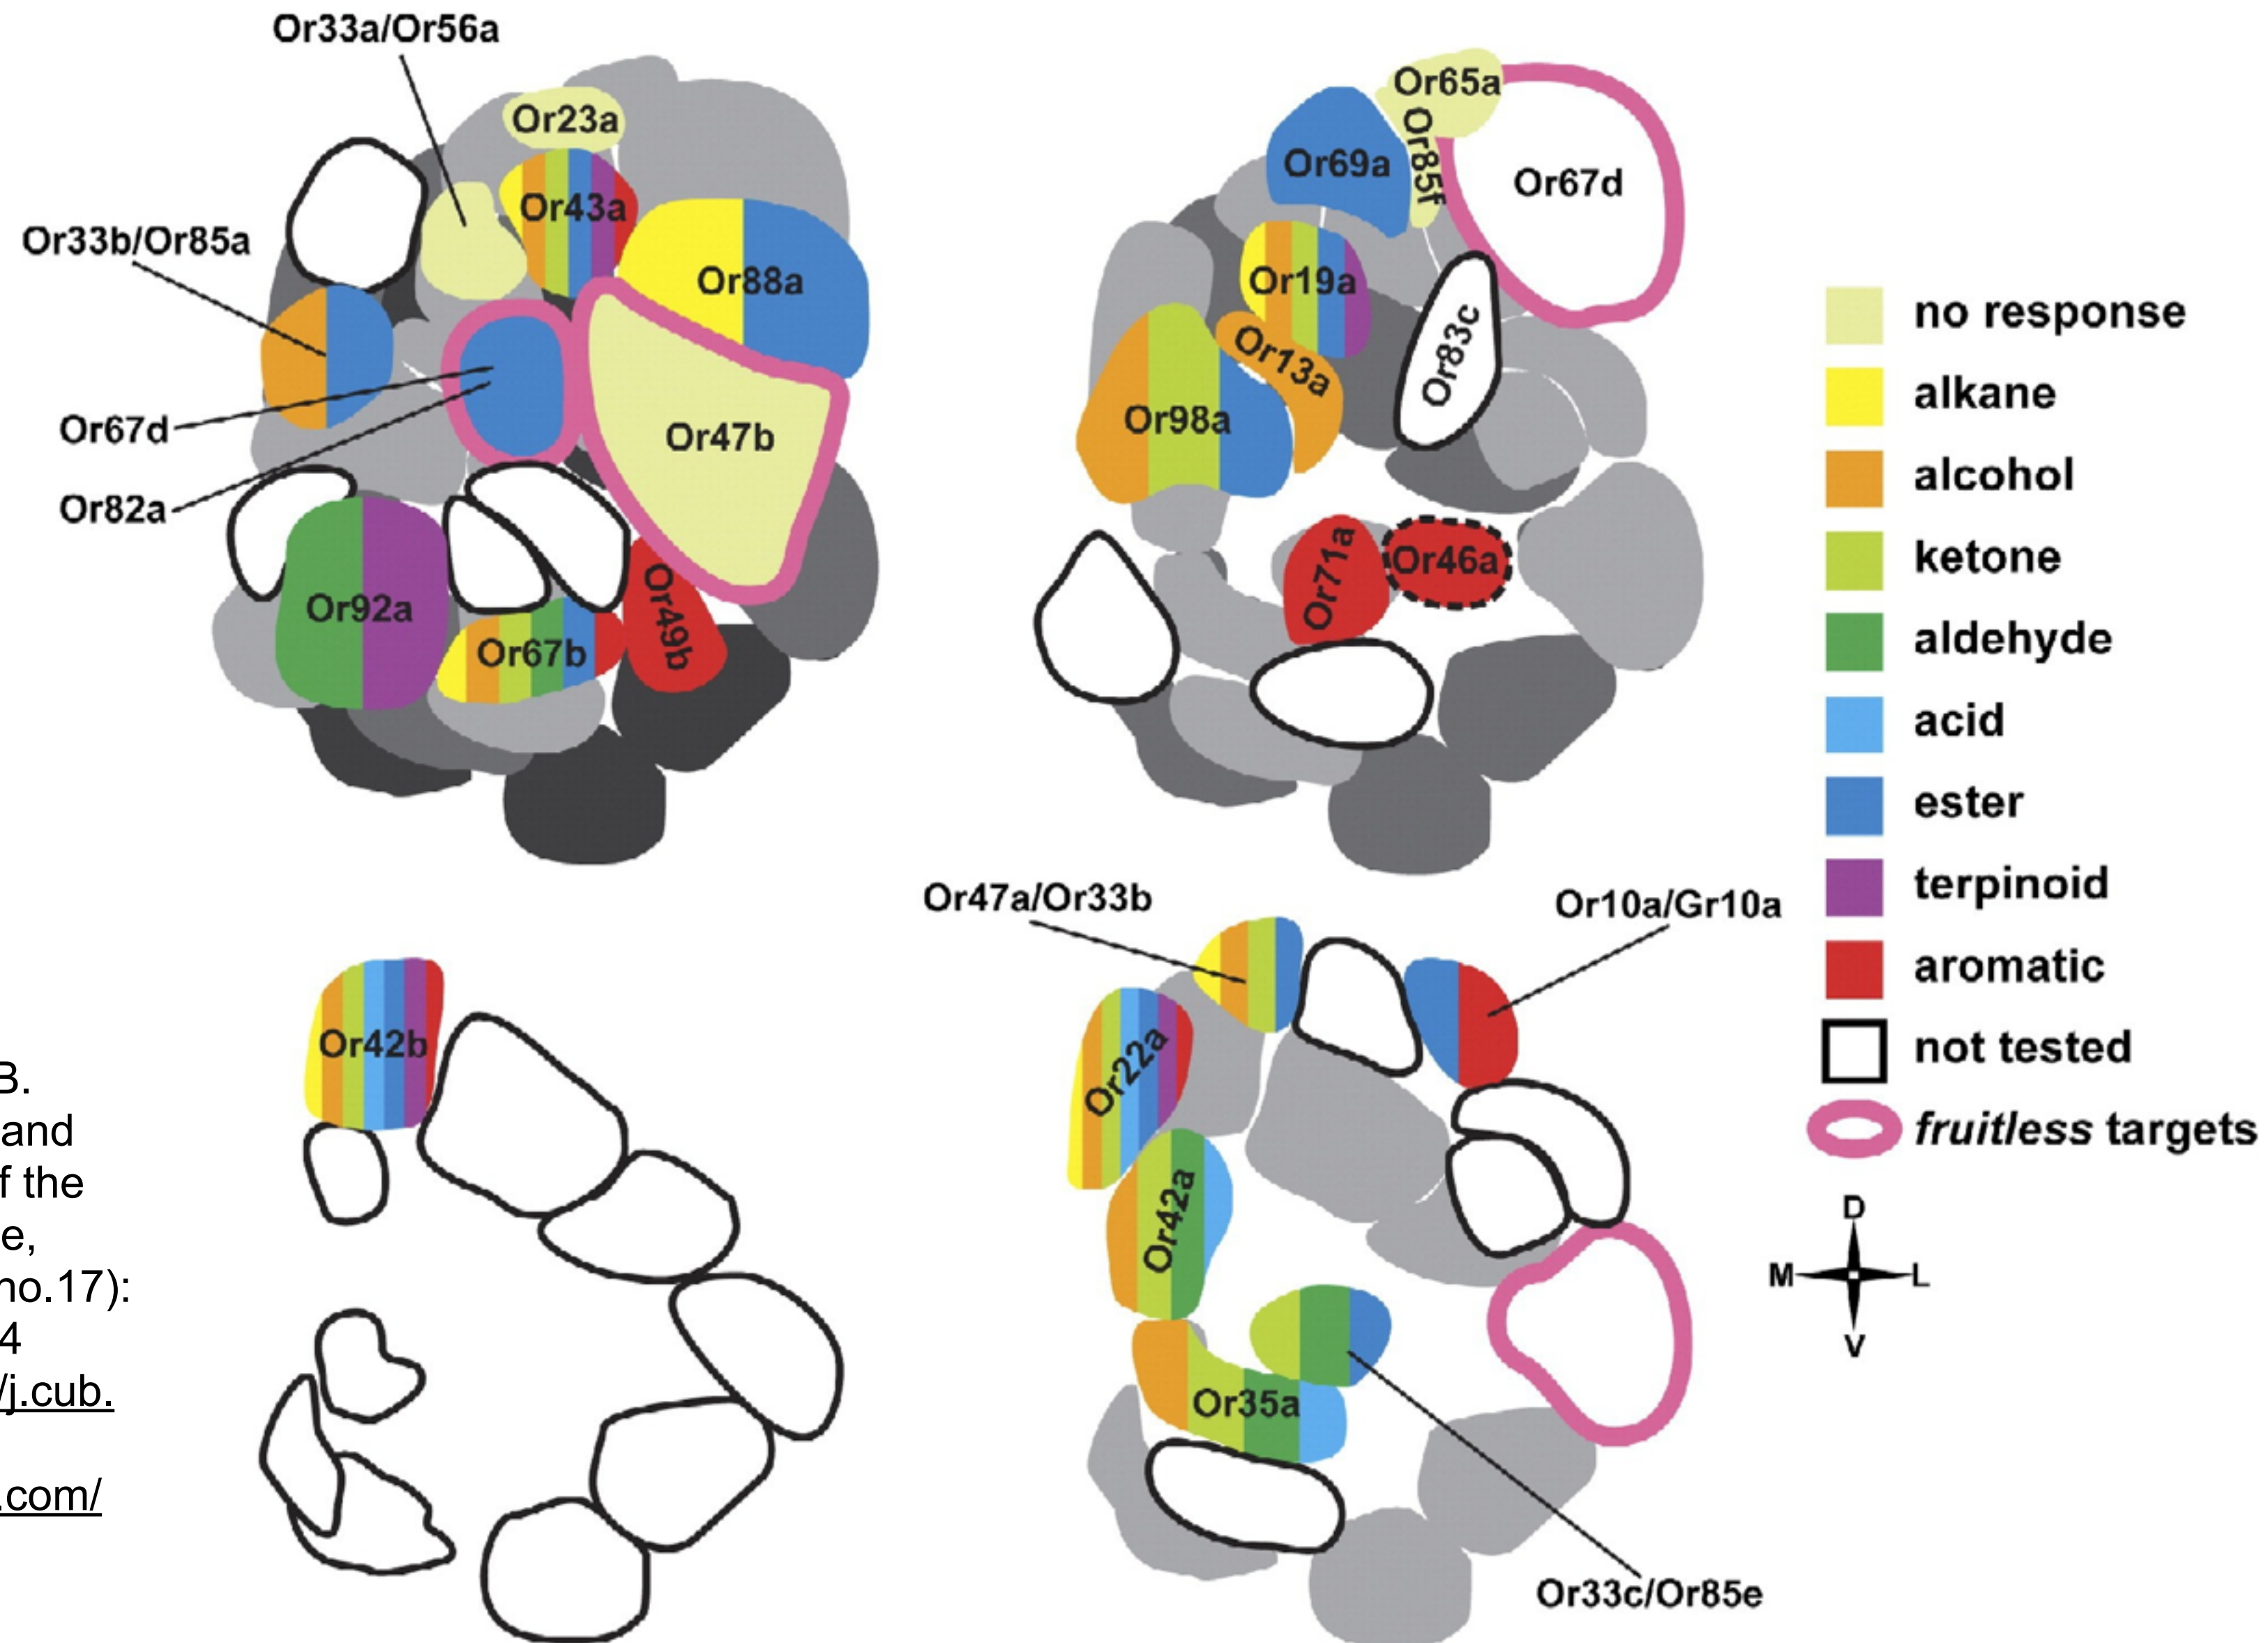 Or33a/Or56a
Or23a
Or43a
Or33b/Or85a
Or88a
Or67d
Or47b
Or82a
Or92a
Or67b
Or49b
Or65a
Or69a
Or85f
Or67d
Or19a
Or13a
Or83c
Or98a
Or71a
Or46a
no response
alkane
alcohol
ketone
aldehyde
acid
ester
terpinoid
aromatic
not tested
fruitless targets
D
M
L
V
Or42b
Or47a/Or33b
Or10a/Gr10a
Or22a
Or42a
Or35a
Or33c/Or85e
B.
and
f the
e,
no.17):
4
/j.cub.
.com/